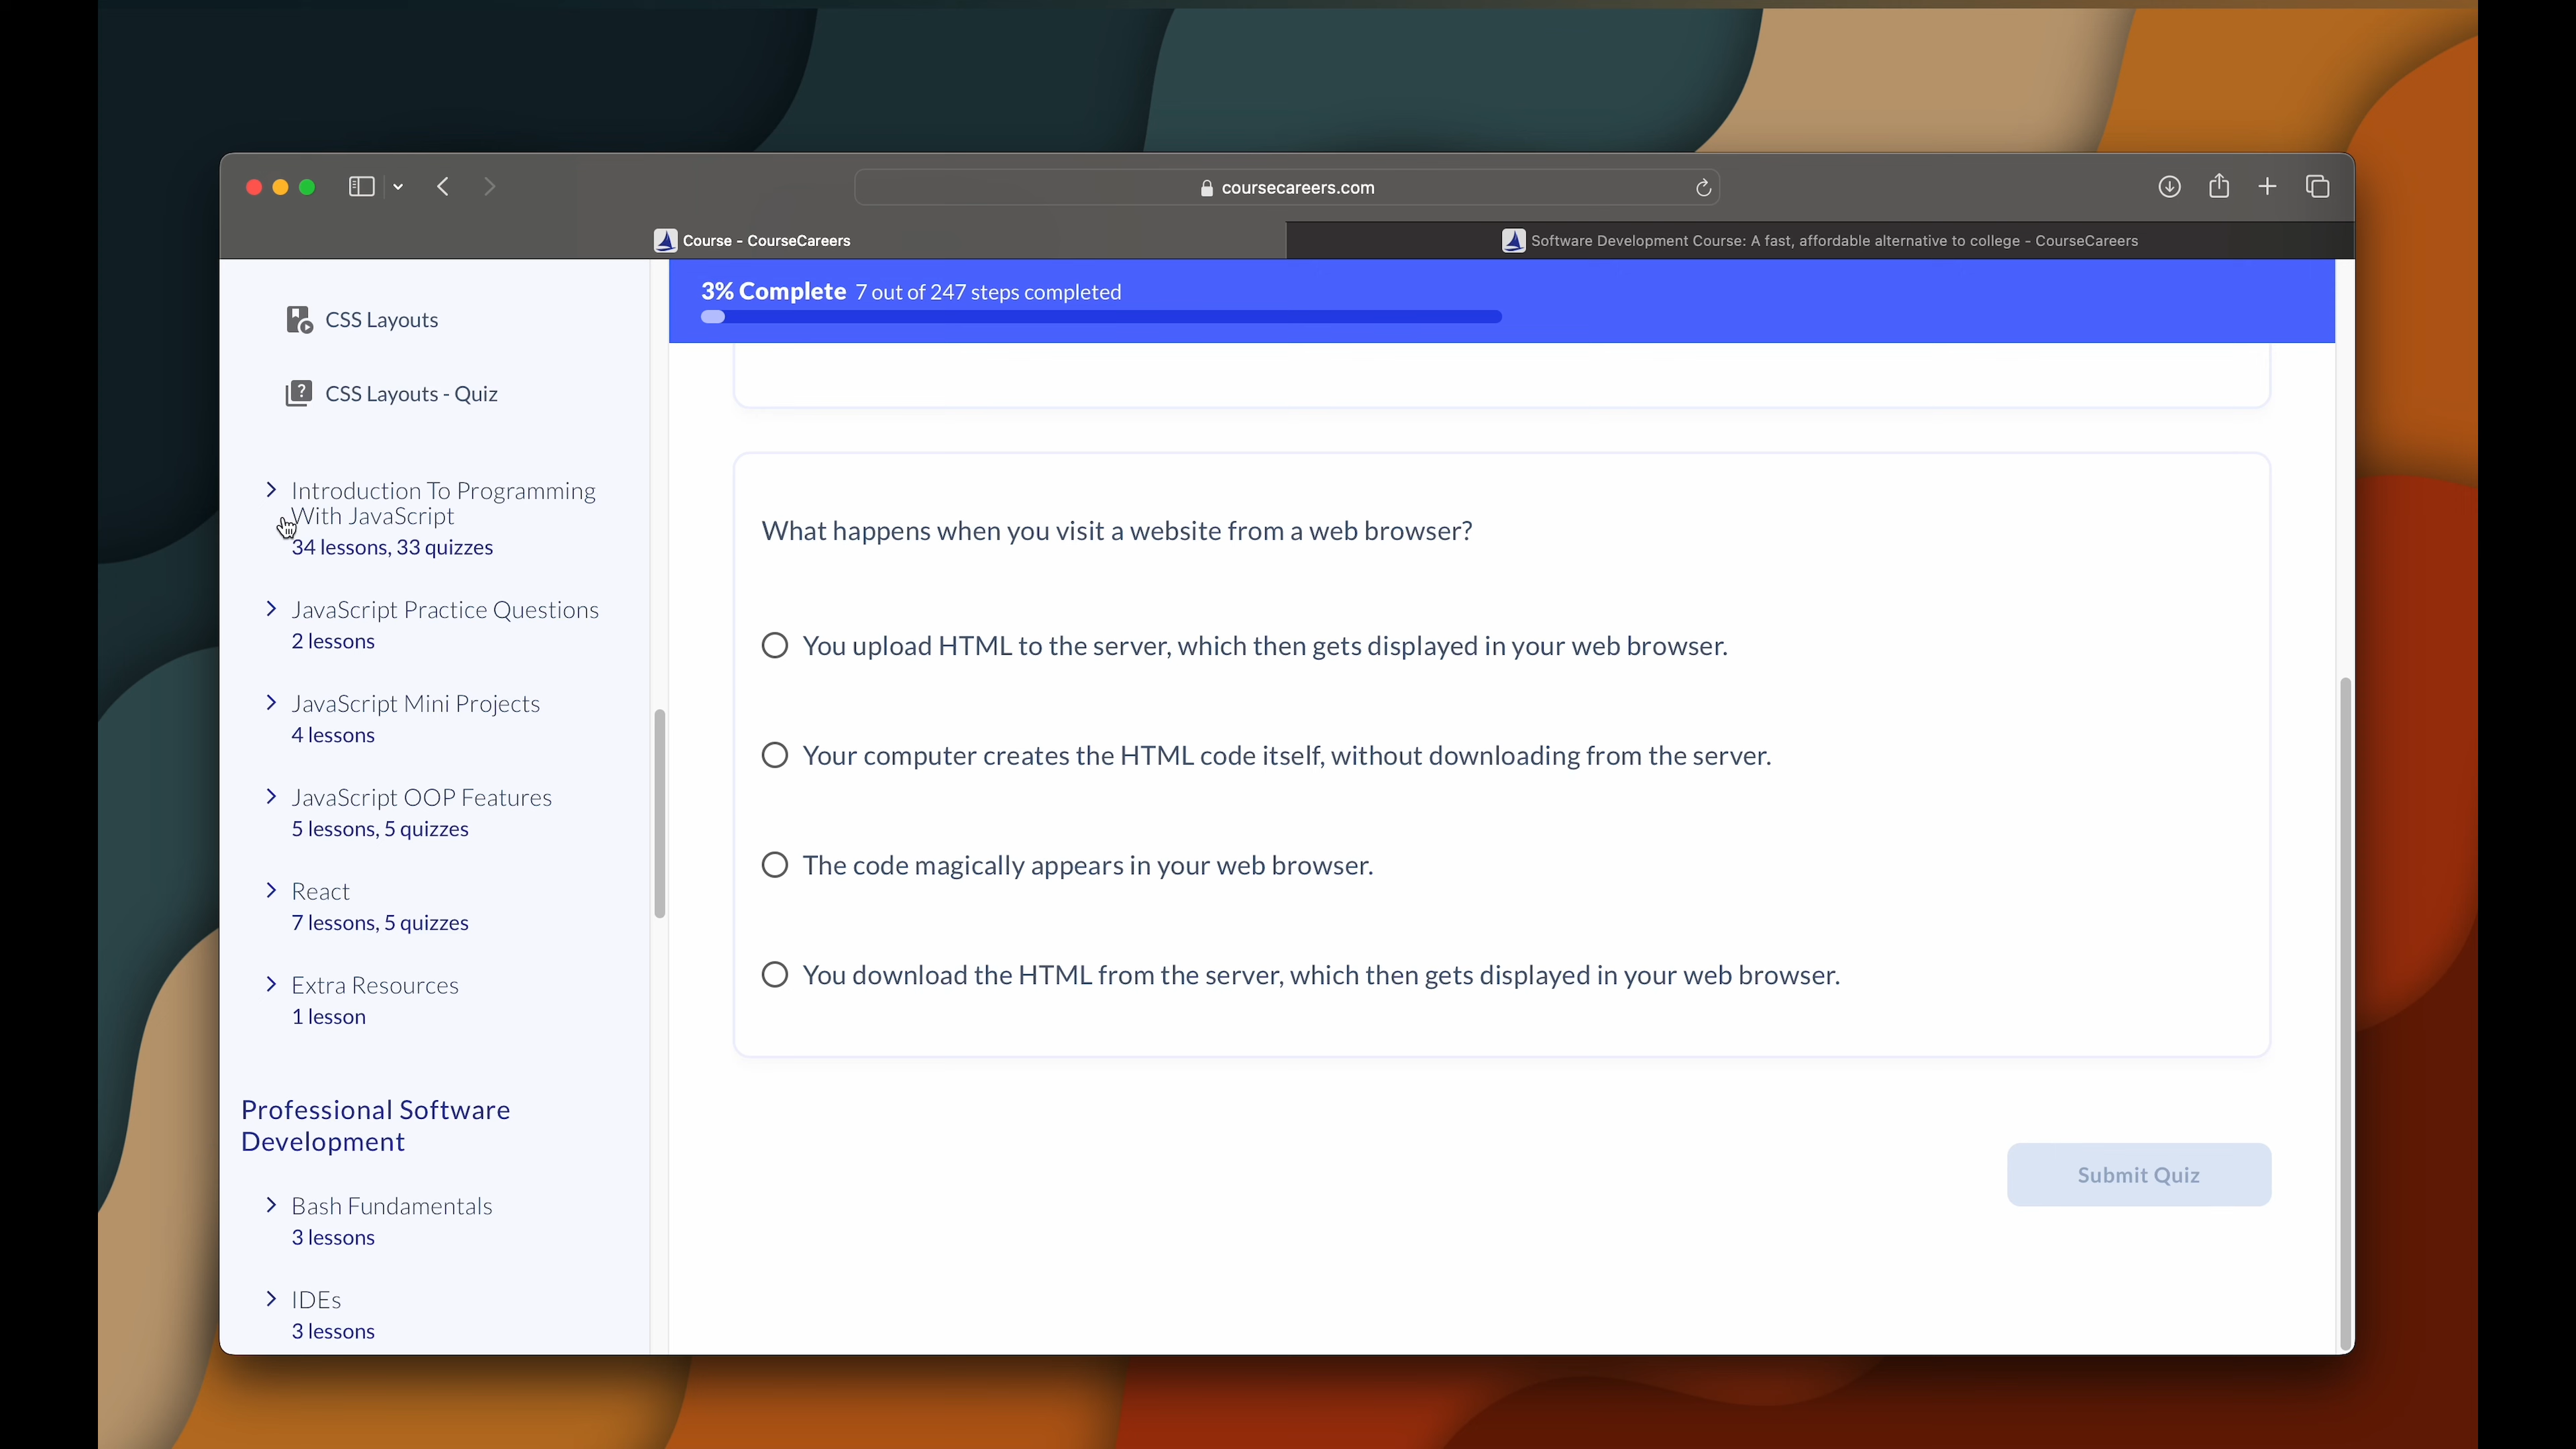 coursecareers.com
Course - CourseCareers
Software Development Course: A fast, affordable alternative to college - CourseCareers
CSS Layouts
CSS Layouts - Quiz
Introduction To Programming
With JavaScript
34 lessons, 33 quizzes
JavaScript Practice Questions
2 lessons
JavaScript Mini Projects
4 lessons
JavaScript OOP Features
5 lessons, 5 quizzes
React
7 lessons, 5 quizzes
Extra Resources
1 lesson
Professional Software
Development
Bash Fundamentals
3 lessons
IDEs
3 lessons
3% Complete 7 out of 247 steps completed
What happens when you visit a website from a web browser?
You upload HTML to the server, which then gets displayed in your web browser.
Your computer creates the HTML code itself, without downloading from the server.
The code magically appears in your web browser.
You download the HTML from the server, which then gets displayed in your web browser.
Submit Quiz